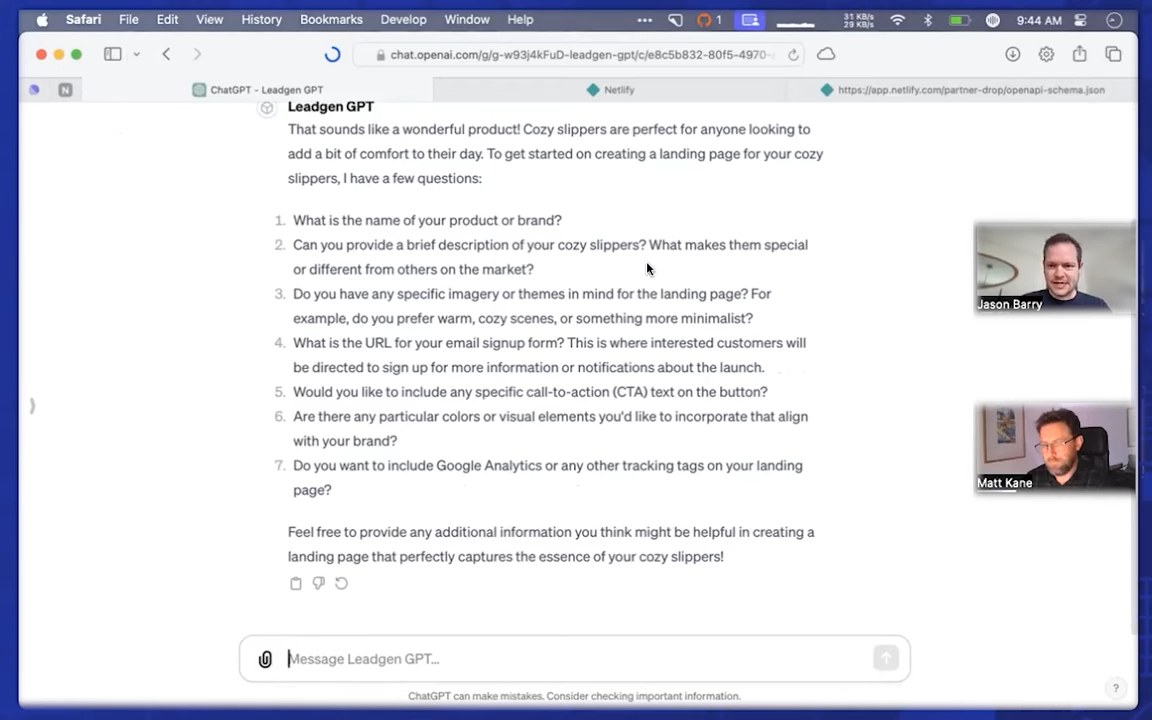 Safari File Edit View History Bookmarks Develop Window Help ••• 1 31 KB/s 29 KB/s 9:44 AM
chat.openai.com/g/g-w93j4kFuD-leadgen-gpt/c/e8c5b832-80f5-4970-
ChatGPT - Leadgen GPT
Netlify
https://app.netlify.com/partner-drop/openapi-schema.json
Leadgen GPT
That sounds like a wonderful product! Cozy slippers are perfect for anyone looking to
add a bit of comfort to their day. To get started on creating a landing page for your cozy
slippers, I have a few questions:
1. What is the name of your product or brand?
2. Can you provide a brief description of your cozy slippers? What makes them special
or different from others on the market?
3. Do you have any specific imagery or themes in mind for the landing page? For
example, do you prefer warm, cozy scenes, or something more minimalist?
4. What is the URL for your email signup form? This is where interested customers will
be directed to sign up for more information or notifications about the launch.
5. Would you like to include any specific call-to-action (CTA) text on the button?
6. Are there any particular colors or visual elements you'd like to incorporate that align
with your brand?
7. Do you want to include Google Analytics or any other tracking tags on your landing
page?
Feel free to provide any additional information you think might be helpful in creating a
landing page that perfectly captures the essence of your cozy slippers!
Message Leadgen GPT...
ChatGPT can make mistakes. Consider checking important information.
?
Jason Barry
Matt Kane